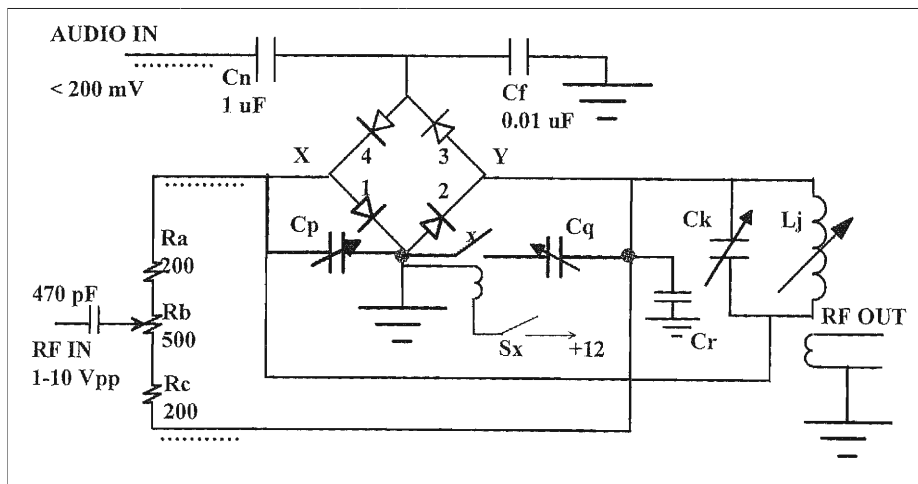 AUDIO IN
< 200 mV
Cn
1 uF
Cf
0.01 uF
X
4
3
Y
1
2
Cp
x
Cq
Ck
Lj
Ra
200
470 pF
Rb
500
RF IN
1-10 Vpp
Rc
200
Sx
+12
Cr
RF OUT